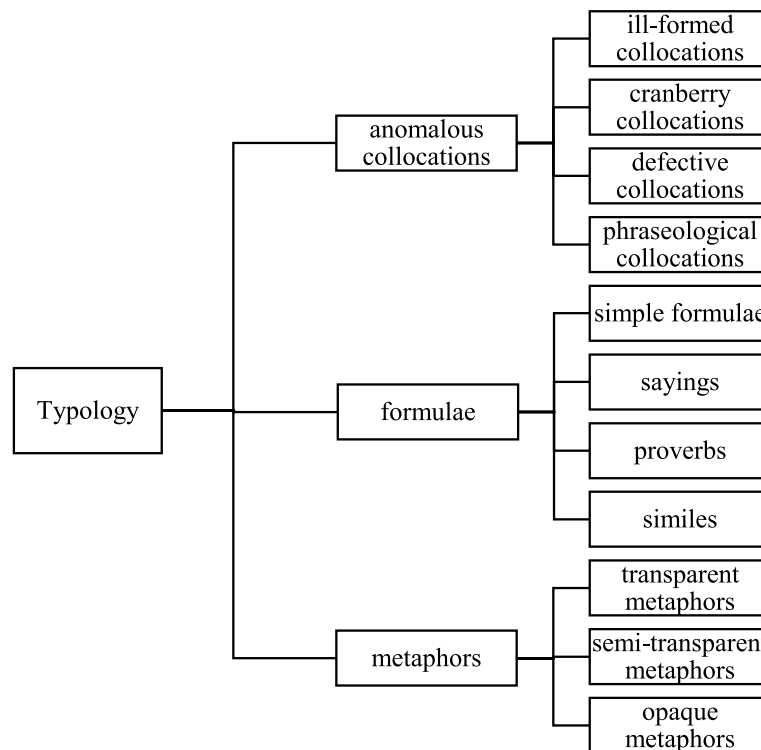 Typology
anomalous
collocations
ill-formed
collocations
cranberry
collocations
defective
collocations
phraseological
collocations
formulae
simple formulae
sayings
proverbs
similes
metaphors
transparent
metaphors
semi-transparen
metaphors
opaque
metaphors